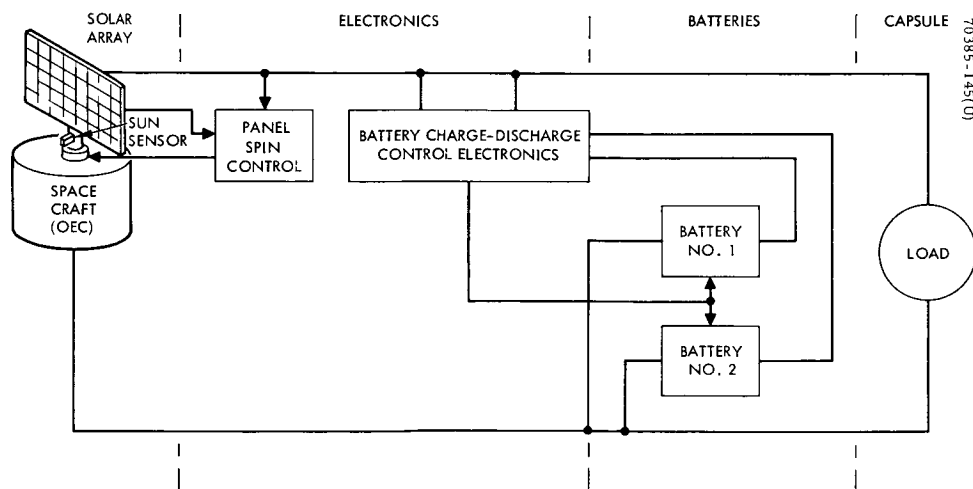 SOLAR
ARRAY
ELECTRONICS
BATTERIES
CAPSULE
70385-145(U)
SUN
SENSOR
PANEL
SPIN
CONTROL
BATTERY CHARGE-DISCHARGE
CONTROL ELECTRONICS
SPACE
CRAFT
(OEC)
BATTERY
NO. 1
LOAD
BATTERY
NO. 2